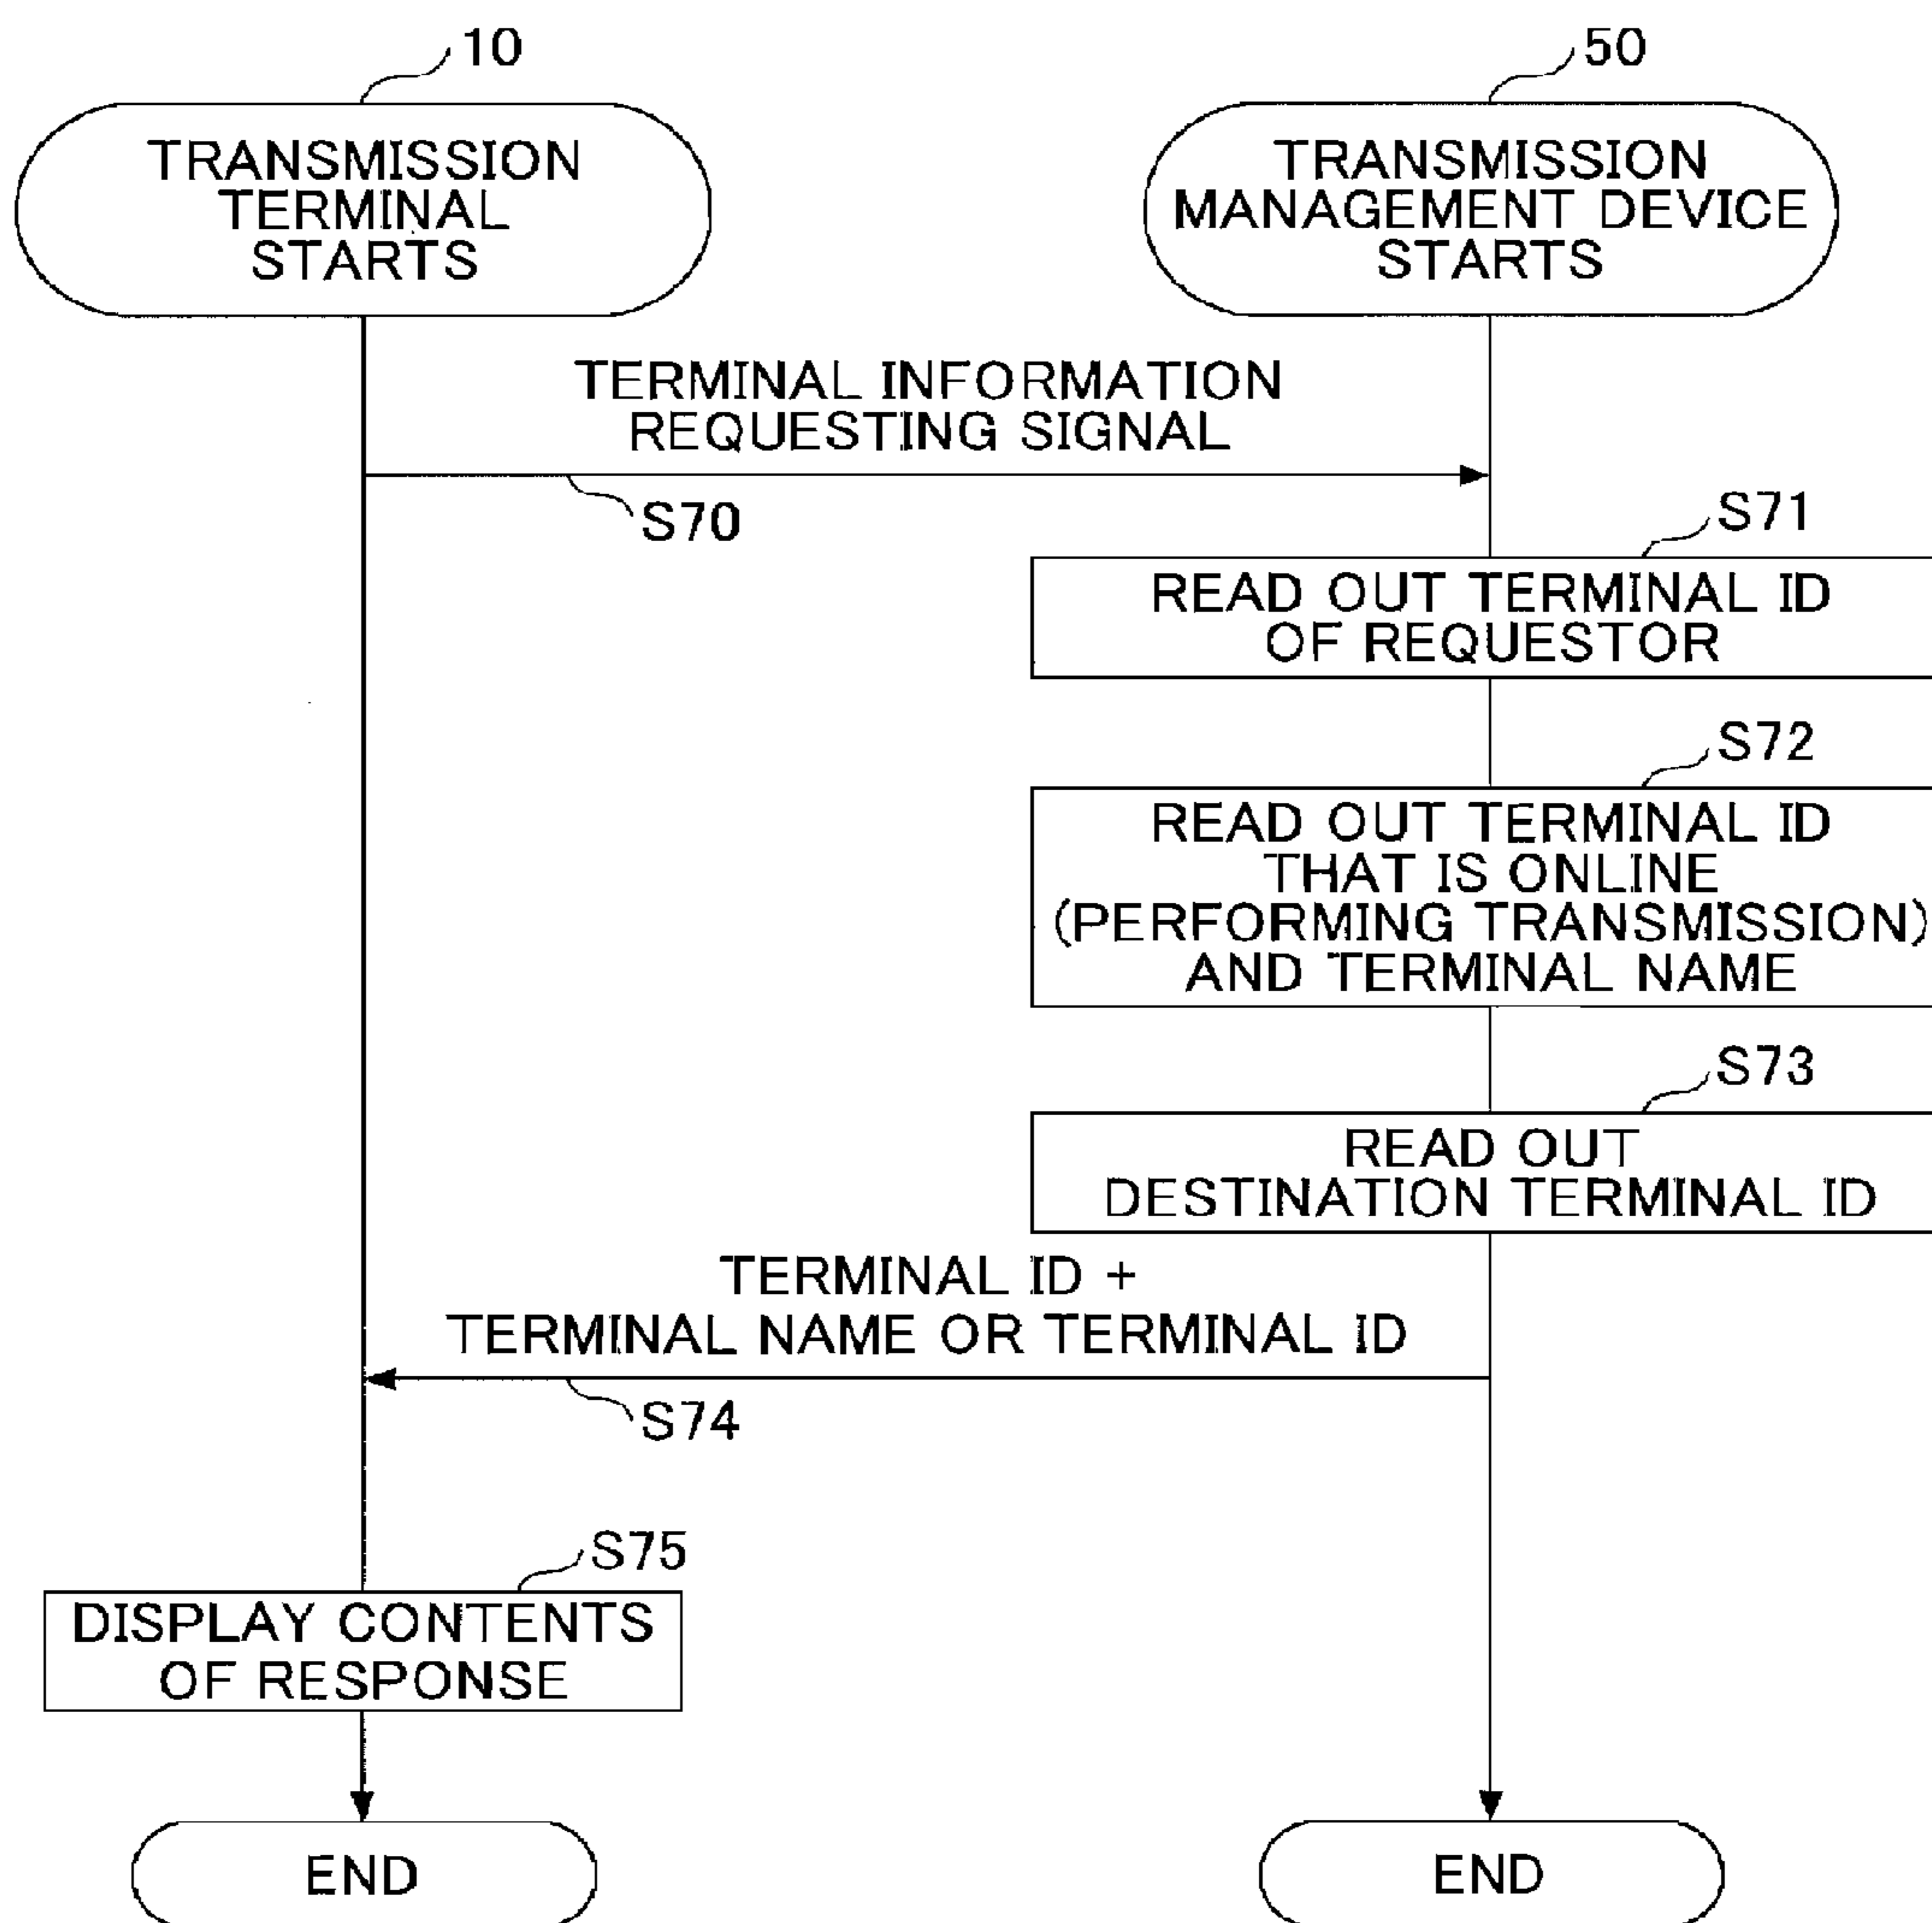 10
50
TRANSMISSION
TERMINAL
STARTS
TRANSMISSION
MANAGEMENT DEVICE
STARTS
TERMINAL INFORMATION
REQUESTING SIGNAL
S70
S71
READ OUT TERMINAL ID
OF REQUESTOR
S72
READ OUT TERMINAL ID
THAT IS ONLINE
(PERFORMING TRANSMISSION)
AND TERMINAL NAME
S73
READ OUT
DESTINATION TERMINAL ID
TERMINAL ID +
TERMINAL NAME OR TERMINAL ID
S74
S75
DISPLAY CONTENTS
OF RESPONSE
END
END